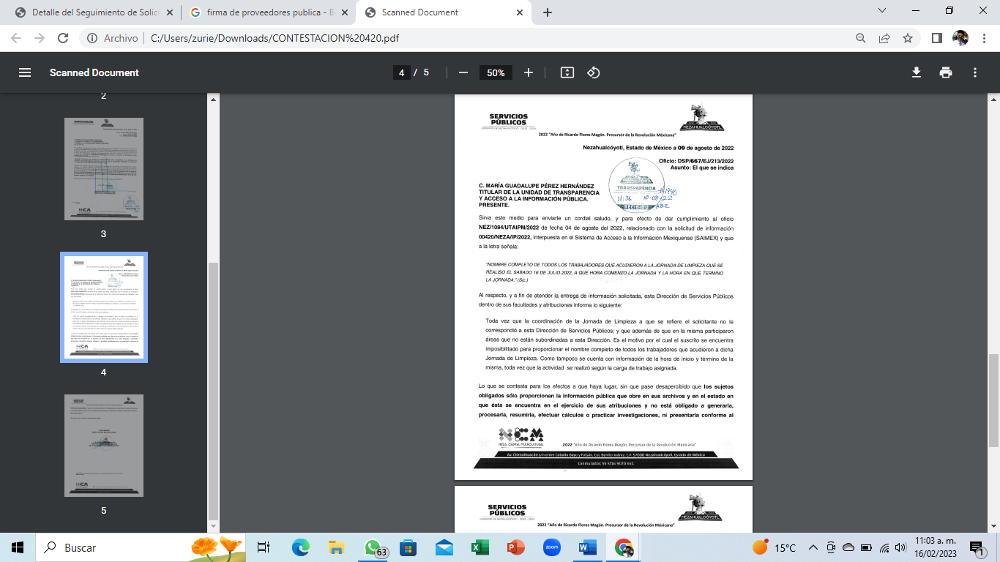 Detalle del Seguimiento de Solici
firma de proveedores publica - B
Scanned Document
Archivo
C:/Users/zurie/Downloads/CONTESTACION%20420.pdf
Scanned Document
4 / 5
50%
2
3
4
5
SERVICIOS
PÚBLICOS
NEZAHUALCÓYOTL
2022 "Año de Ricardo Flores Magón. Precursor de la Revolución Méxicana"
Nezahualcóyotl, Estado de México a 09 de agosto de 2022
Oficio: DSP/667/EJ/213/2022
Asunto: El que se indica
TRANSPARENCIA
#1946
11:36 10-08-22
ABZ
RECIBIDO
C. MARÍA GUADALUPE PÉREZ HERNÁNDEZ
TITULAR DE LA UNIDAD DE TRANSPARENCIA
Y ACCESO A LA INFORMACIÓN PÚBLICA.
PRESENTE.
Sirva este medio para enviarle un cordial saludo, y para efecto de dar cumplimiento al oficio
NEZ/1084/UTAIPM/2022 de fecha 04 de agosto del 2022, relacionado con la solicitud de información
00420/NEZA/IP/2022, interpuesta en el Sistema de Acceso a la Información Mexiquense (SAIMEX) y que
a la letra señala:
"NOMBRE COMPLETO DE TODOS LOS TRABAJADORES QUE ACUDIERON A LA JORNADA DE LIMPIEZA QUE SE
REALISO EL SABADO 16 DE JULIO 2022, A QUE HORA COMENZO LA JORNADA Y LA HORA EN QUE TERMINO
LA JORNADA." (Sic.)
Al respecto, y a fin de atender la entrega de información solicitada, esta Dirección de Servicios Públicos
dentro de sus facultades y atribuciones informa lo siguiente:
Toda vez que la coordinación de la Jornada de Limpieza a que se refiere el solicitante no le
correspondió a esta Dirección de Servicios Públicos; y que además de que en la misma participaron
áreas que no están subordinadas a esta Dirección. Es el motivo por el cual el suscrito se encuentra
imposibilitado para proporcionar el nombre completo de todos los trabajadores que acudieron a dicha
Jornada de Limpieza. Como tampoco se cuenta con información de la hora de inicio y término de la
misma, toda vez que la actividad se realizó según la carga de trabajo asignada.
Lo que se contesta para los efectos a que haya lugar, sin que pase desapercibido que los sujetos
obligados sólo proporcionan la información pública que obre en sus archivos y en el estado en
que ésta se encuentra en el ejercicio de sus atribuciones y no está obligado a generarla,
procesarla, resumirla, efectuar cálculos o practicar investigaciones, ni presentarla conforme al
NEZA, CAPITAL MULTICULTURAL
2022 "Año de Ricardo Flores Magón. Precursor de la Revolución Mexicana"
Av. Chimalhuacán s/n entre Caballo Bayo y Faisán, Col. Benito Juárez. C.P. 57000 Nezahualcóyotl, Estado de México
Conmutador: 55 5716 9070 ext:
SERVICIOS
PÚBLICOS
NEZAHUALCÓYOTL
2022 "Año de Ricardo Flores Magón. Precursor de la Revolución Méxicana"
Buscar
63
15°C
11:03 a. m.
16/02/2023
1